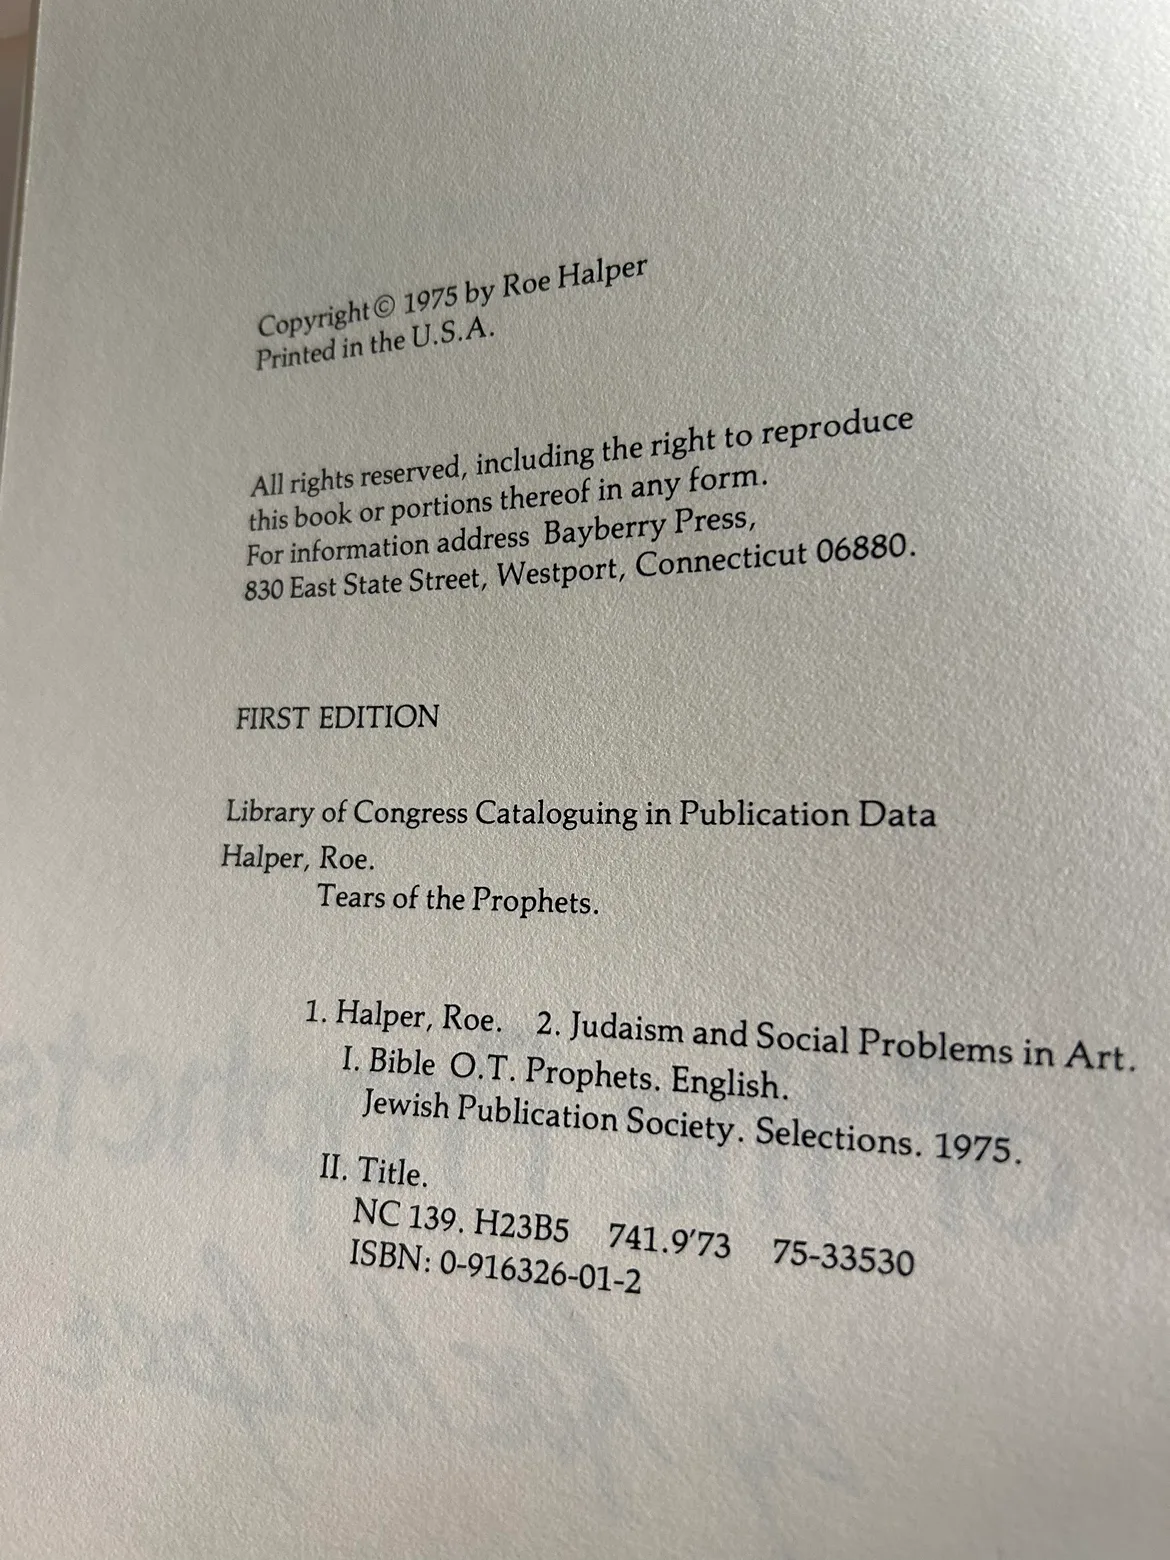 Copyright © 1975 by Roe Halper
Printed in the U.S.A.
All rights reserved, including the right to reproduce
this book or portions thereof in any form.
For information address Bayberry Press,
830 East State Street, Westport, Connecticut 06880.
FIRST EDITION
Library of Congress Cataloguing in Publication Data
Halper, Roe.
Tears of the Prophets.
1. Halper, Roe. 2. Judaism and Social Problems in Art.
I. Bible O.T. Prophets. English.
Jewish Publication Society. Selections. 1975.
II. Title.
NC 139. H23B5 741.9'73 75-33530
ISBN: 0-916326-01-2